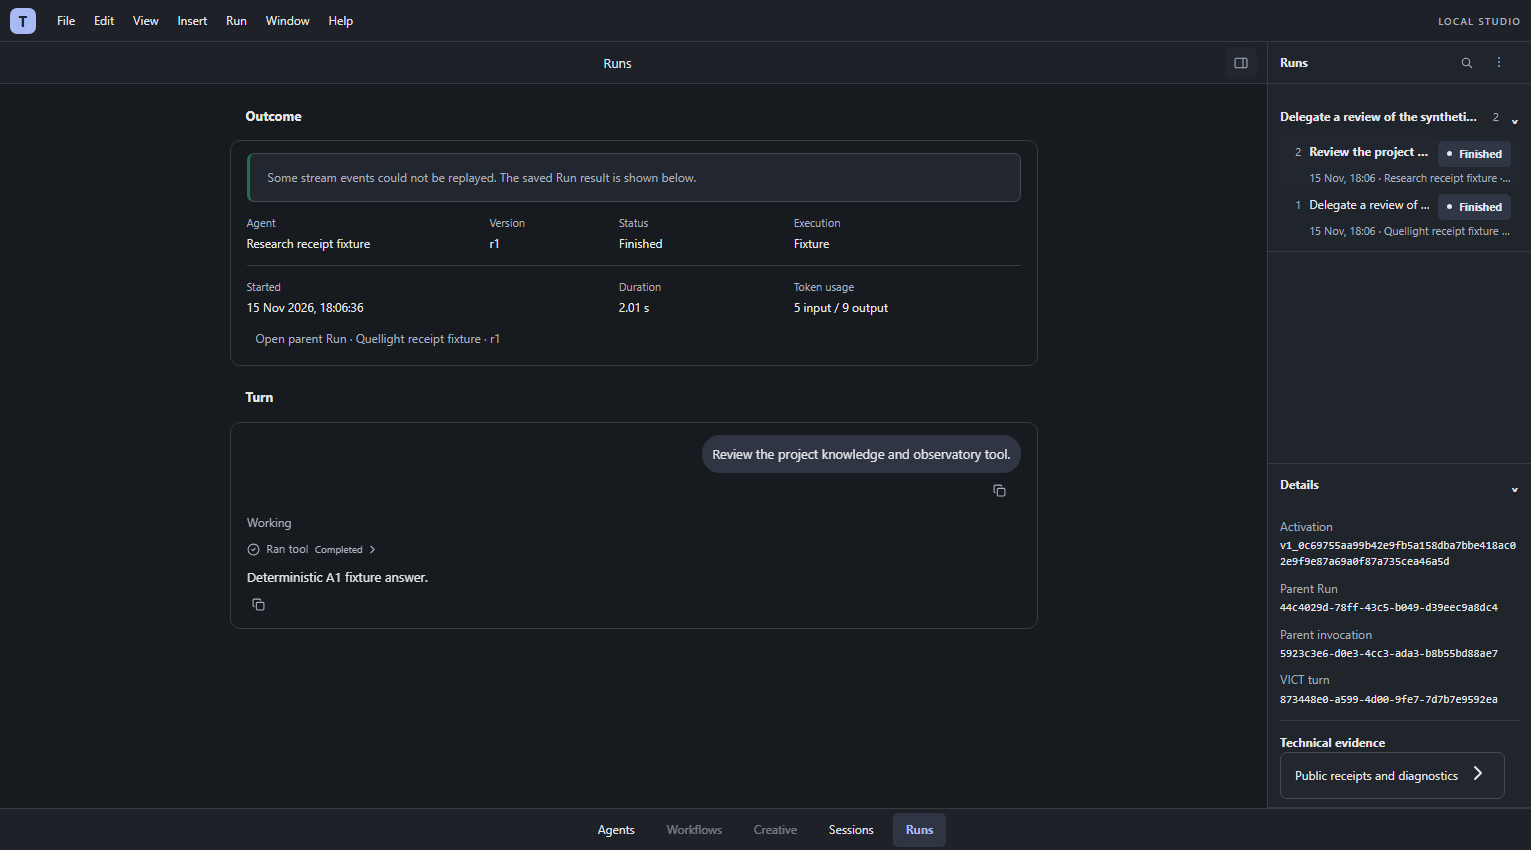 T File Edit View Insert Run Window Help LOCAL STUDIO
Runs
Outcome
Some stream events could not be replayed. The saved Run result is shown below.
Agent Version Status Execution
Research receipt fixture r1 Finished Fixture
Started Duration Token usage
15 Nov 2026, 18:06:36 2.01 s 5 input / 9 output
Open parent Run · Quellight receipt fixture · r1
Turn
Review the project knowledge and observatory tool.
Working
Ran tool Completed
Deterministic A1 fixture answer.
Runs
Delegate a review of the syntheti... 2
2 Review the project ... • Finished
15 Nov, 18:06 · Research receipt fixture ·...
1 Delegate a review of ... • Finished
15 Nov, 18:06 · Quellight receipt fixture ...
Details
Activation
v1_0c69755aa99b42e9fb5a158dba7bbe418ac0
2e9f9e87a69a0f87a735cea46a5d
Parent Run
44c4029d-78ff-43c5-b049-d39eec9a8dc4
Parent invocation
5923c3e6-d0e3-4cc3-ada3-b8b55bd88ae7
VICT turn
873448e0-a599-4d00-9fe7-7d7b7e9592ea
Technical evidence
Public receipts and diagnostics
Agents Workflows Creative Sessions Runs